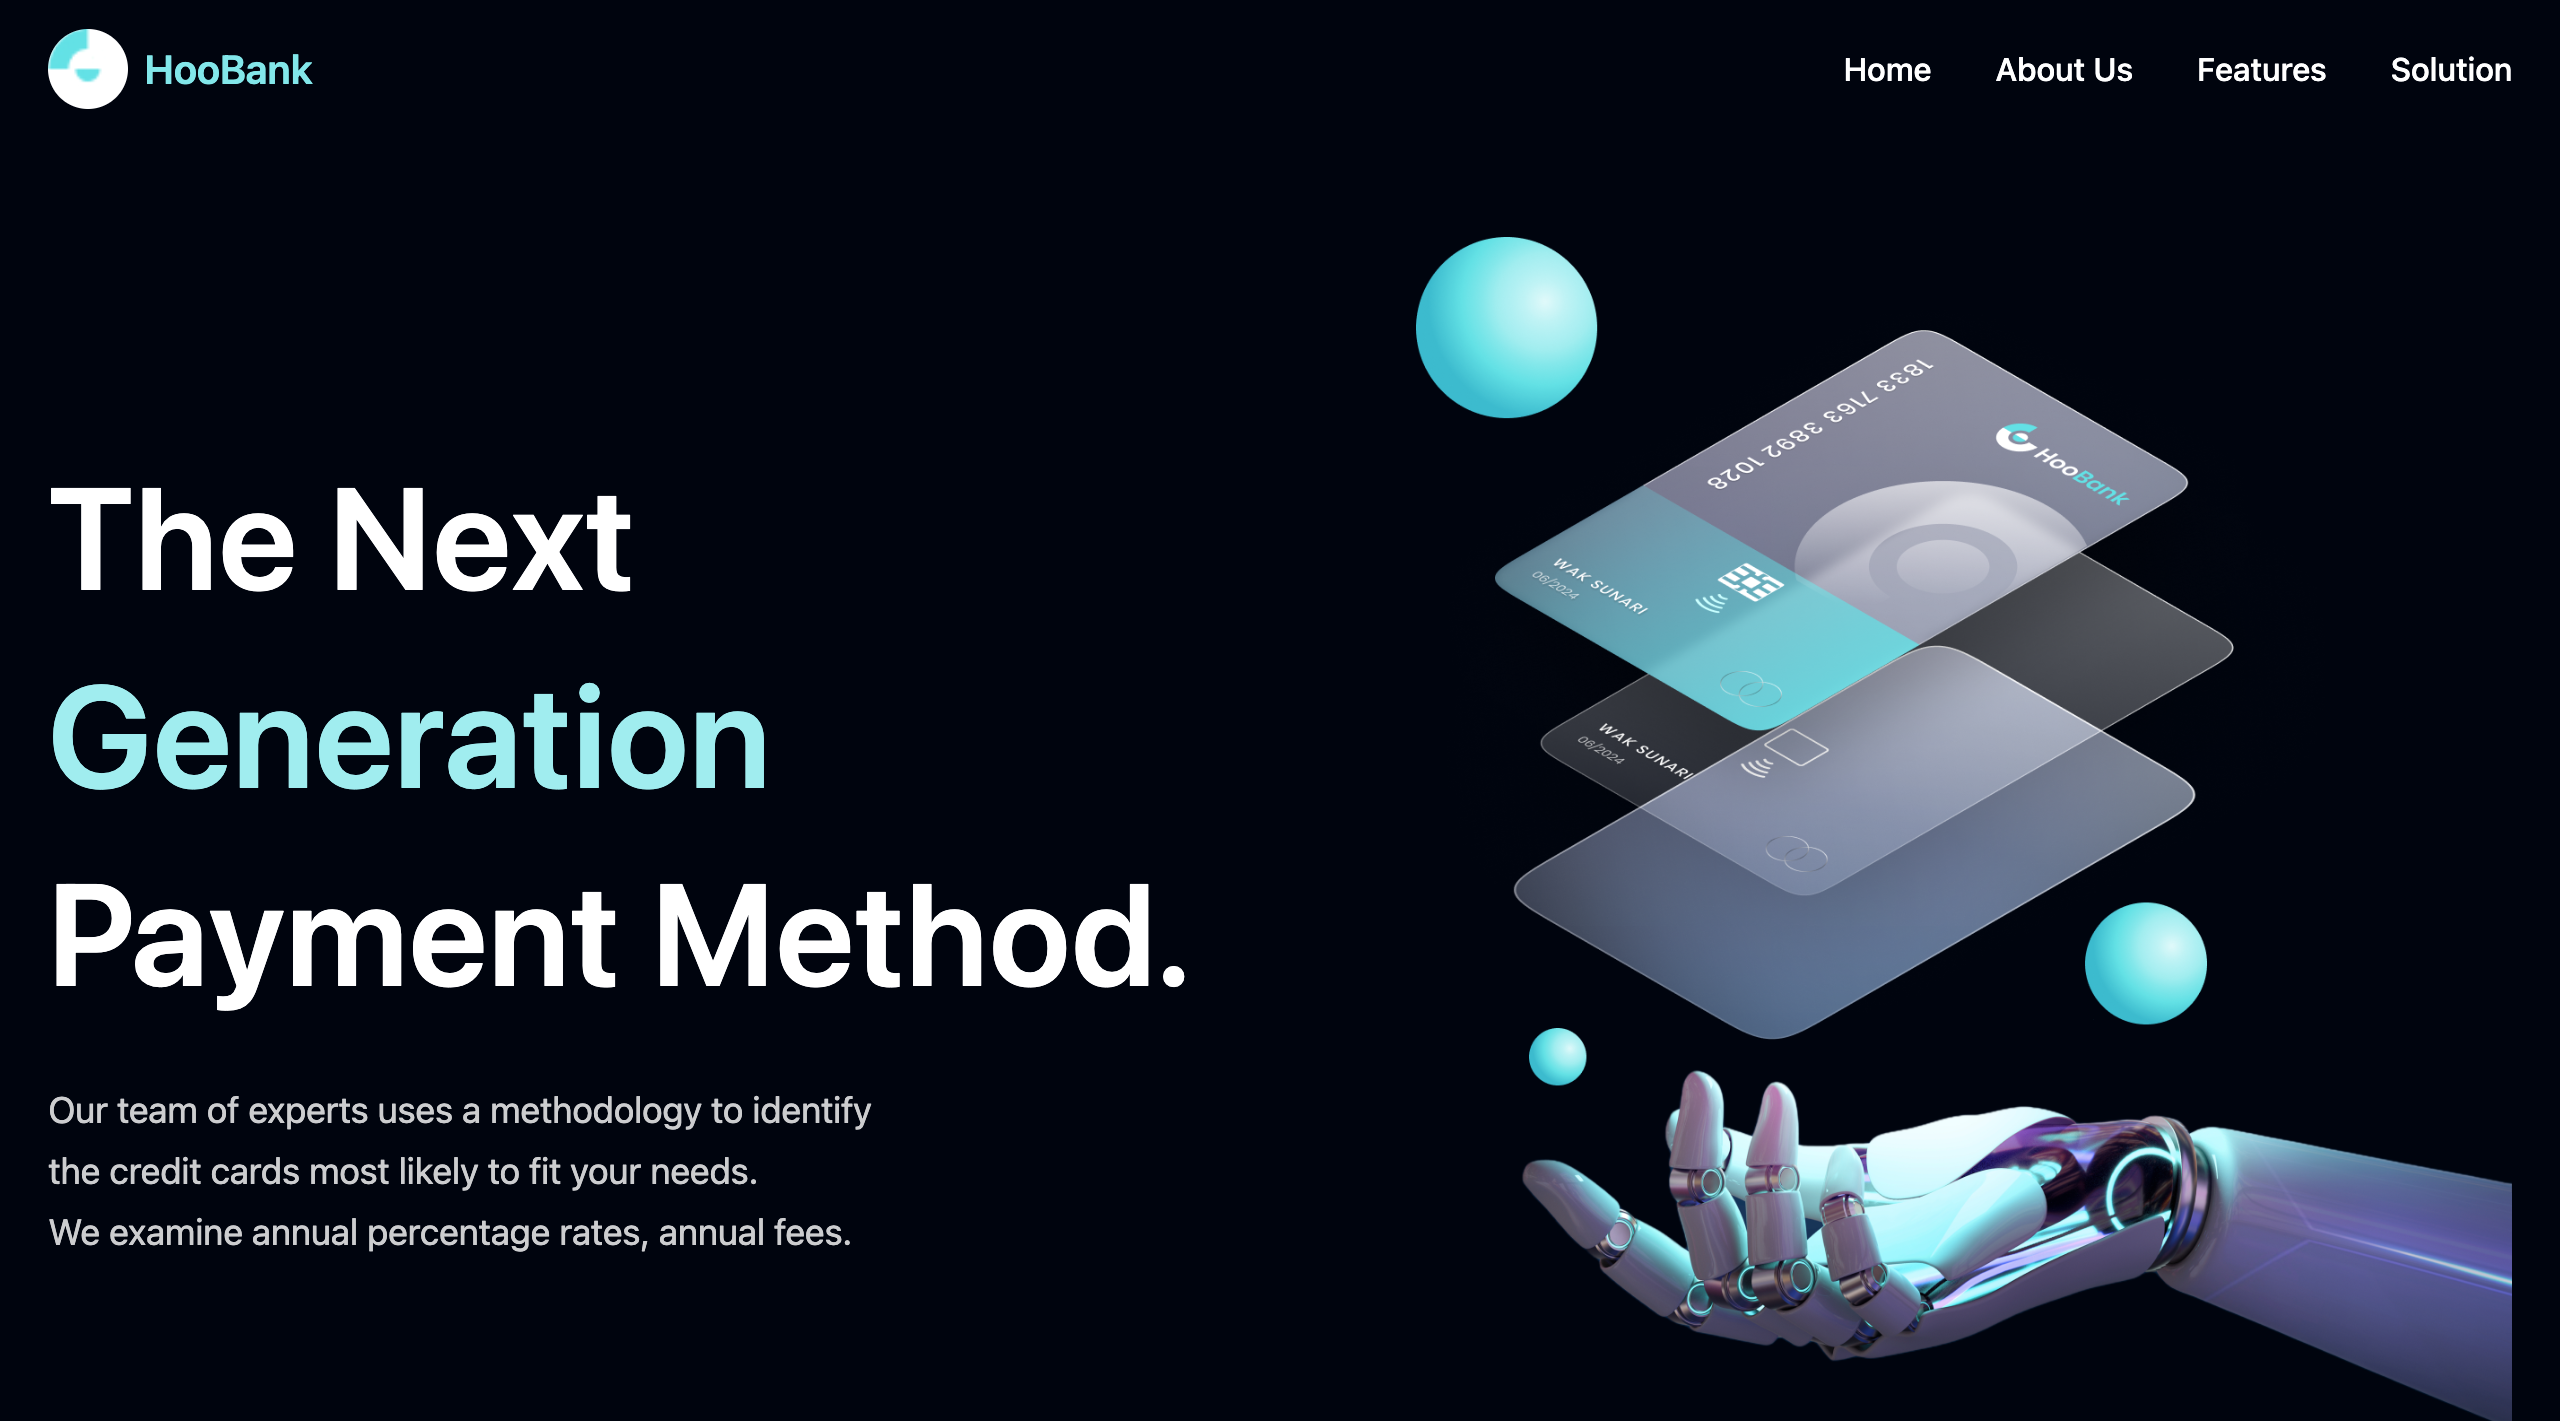 HooBank
Home
About Us
Features
Solution
The Next
Generation
Payment Method.
Our team of experts uses a methodology to identify
the credit cards most likely to fit your needs.
We examine annual percentage rates, annual fees.
1833 7163 3892 1028
HooBank
WAK SUNARI
06/2024
WAK SUNARI
06/2024